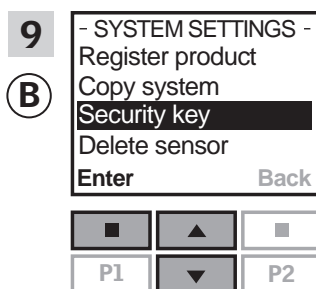 9
B
- SYSTEM SETTINGS -
Register product
Copy system
Security key
Delete sensor
Enter Back
P1 P2